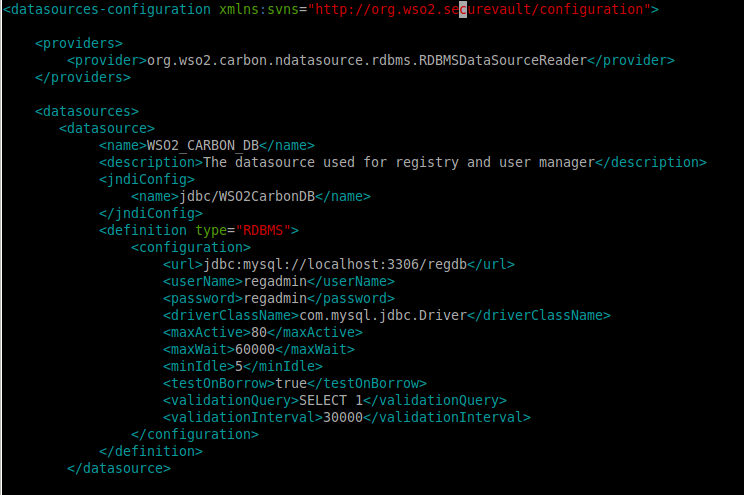 <datasources-configuration xmlns:svns="http://org.wso2.securevault/configuration">
<providers>
<provider>org.wso2.carbon.ndatasource.rdbms.RDBMSDataSourceReader</provider>
</providers>
<datasources>
<datasource>
<name>WSO2_CARBON_DB</name>
<description>The datasource used for registry and user manager</description>
<jndiConfig>
<name>jdbc/WSO2CarbonDB</name>
</jndiConfig>
<definition type="RDBMS">
<configuration>
<url>jdbc:mysql://localhost:3306/regdb</url>
<userName>regadmin</userName>
<password>regadmin</password>
<driverClassName>com.mysql.jdbc.Driver</driverClassName>
<maxActive>80</maxActive>
<maxWait>60000</maxWait>
<minIdle>5</minIdle>
<testOnBorrow>true</testOnBorrow>
<validationQuery>SELECT 1</validationQuery>
<validationInterval>30000</validationInterval>
</configuration>
</definition>
</datasource>